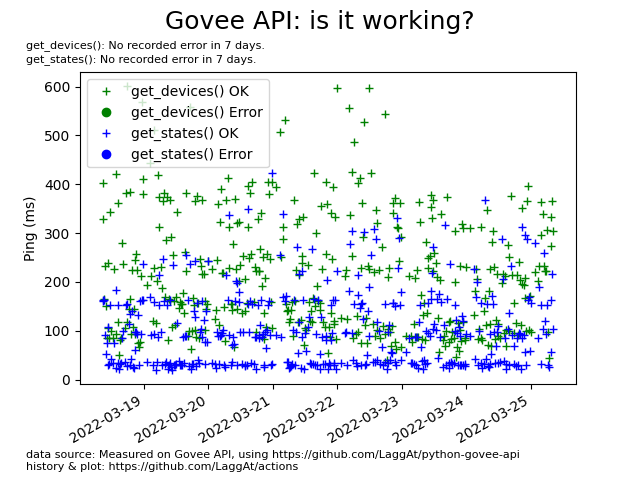 Govee API: is it working?
get_devices(): No recorded error in 7 days.
get_states(): No recorded error in 7 days.
get_devices() OK
get_devices() Error
get_states() OK
get_states() Error
Ping (ms)
600
500
400
300
200
100
0
2022-03-19
2022-03-20
2022-03-21
2022-03-22
2022-03-23
2022-03-24
2022-03-25
data source: Measured on Govee API, using https://github.com/LaggAt/python-govee-api
history & plot: https://github.com/LaggAt/actions